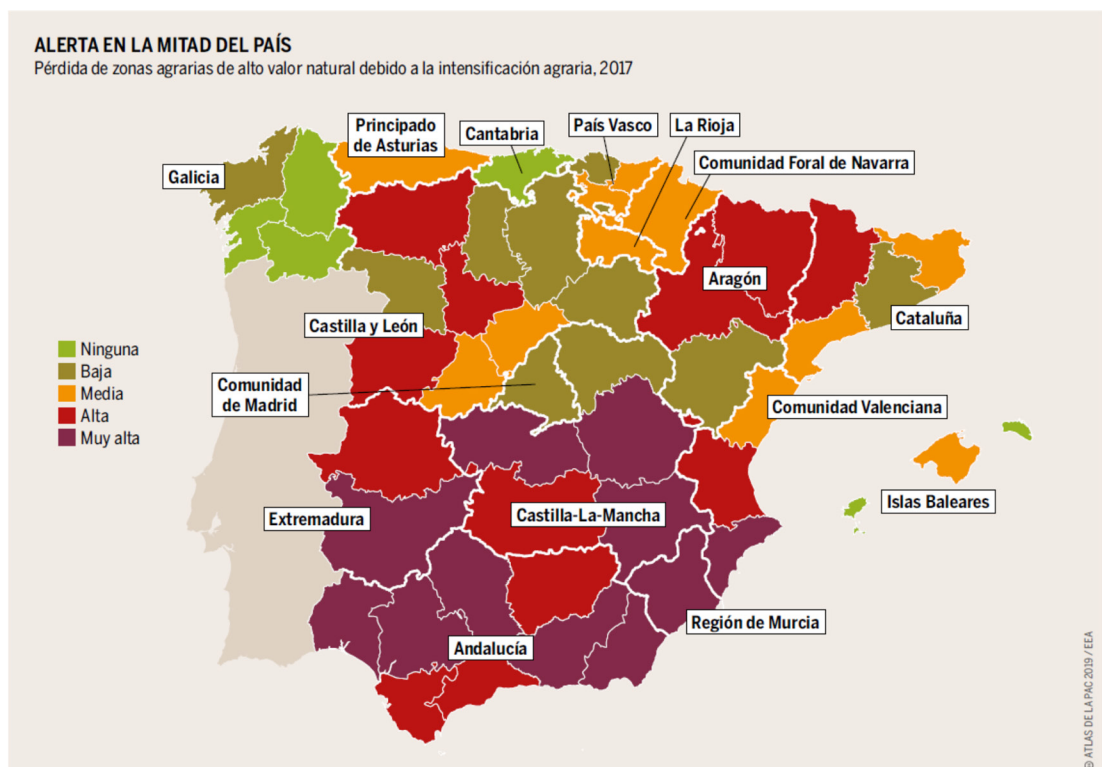 ALERTA EN LA MITAD DEL PAÍS
Pérdida de zonas agrarias de alto valor natural debido a la intensificación agraria, 2017
Principado
de Asturias
Cantabria
País Vasco
La Rioja
Comunidad Foral de Navarra
Galicia
Aragón
Cataluña
Castilla y León
Ninguna
Baja
Media
Alta
Muy alta
Comunidad
de Madrid
Comunidad Valenciana
Islas Baleares
Extremadura
Castilla-La-Mancha
Región de Murcia
Andalucía
© ATLAS DE LA PAC 2019 / EEA